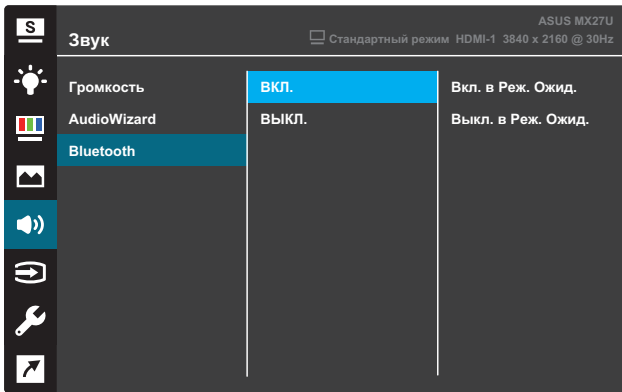 S
ASUS MX27U
Звук
Стандартный режим HDMI-1 3840 x 2160 @ 30Hz
Громкость ВКЛ. Вкл. в Реж. Ожид.
AudioWizard ВЫКЛ. Выкл. в Реж. Ожид.
Bluetooth